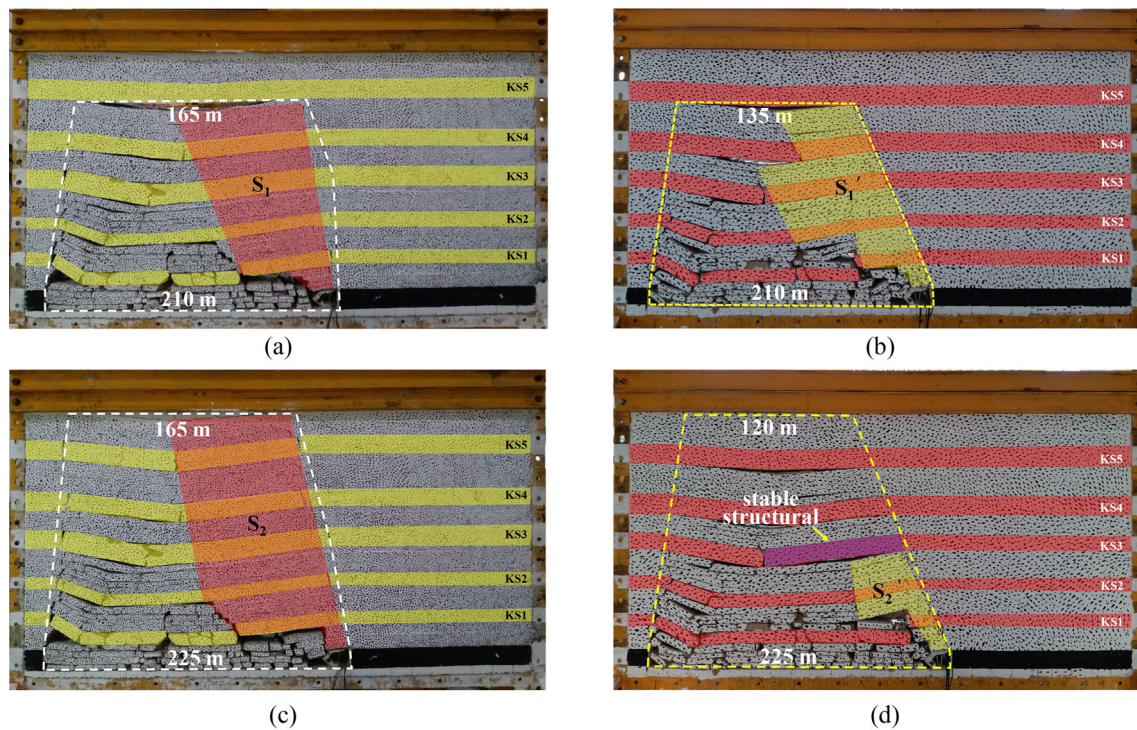 KS5
165 m
KS4
KS3
S₁
KS2
KS1
210 m
(a)
KS5
135 m
KS4
KS3
S₁′
KS2
KS1
210 m
(b)
165 m
KS5
KS4
S₂
KS3
KS2
KS1
225 m
(c)
120 m
KS5
stable
structural
KS4
KS3
S₂′
KS2
KS1
225 m
(d)